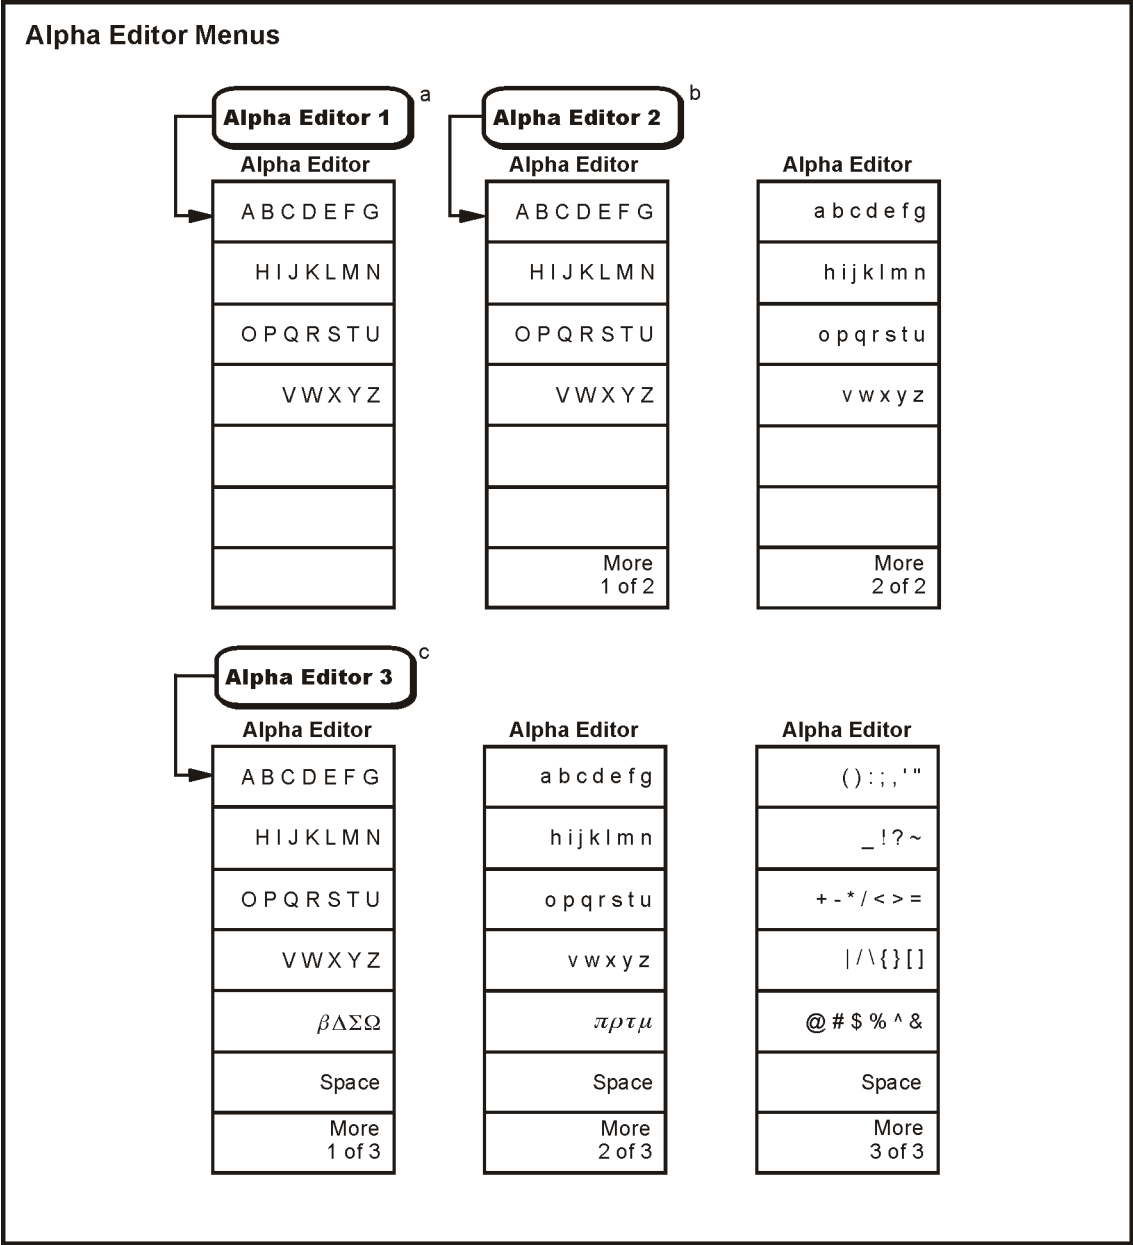 Alpha Editor Menus
Alpha Editor 1 a
Alpha Editor
A B C D E F G
H I J K L M N
O P Q R S T U
V W X Y Z
Alpha Editor 2 b
Alpha Editor
A B C D E F G
H I J K L M N
O P Q R S T U
V W X Y Z
More
1 of 2
Alpha Editor
a b c d e f g
h i j k l m n
o p q r s t u
v w x y z
More
2 of 2
Alpha Editor 3 c
Alpha Editor
A B C D E F G
H I J K L M N
O P Q R S T U
V W X Y Z
βΔΣΩ
Space
More
1 of 3
Alpha Editor
a b c d e f g
h i j k l m n
o p q r s t u
v w x y z
πρτμ
Space
More
2 of 3
Alpha Editor
( ) : ; , ' "
_ ! ? ~
+ - * / < > =
| / \ { } [ ]
@ # $ % ^ &
Space
More
3 of 3